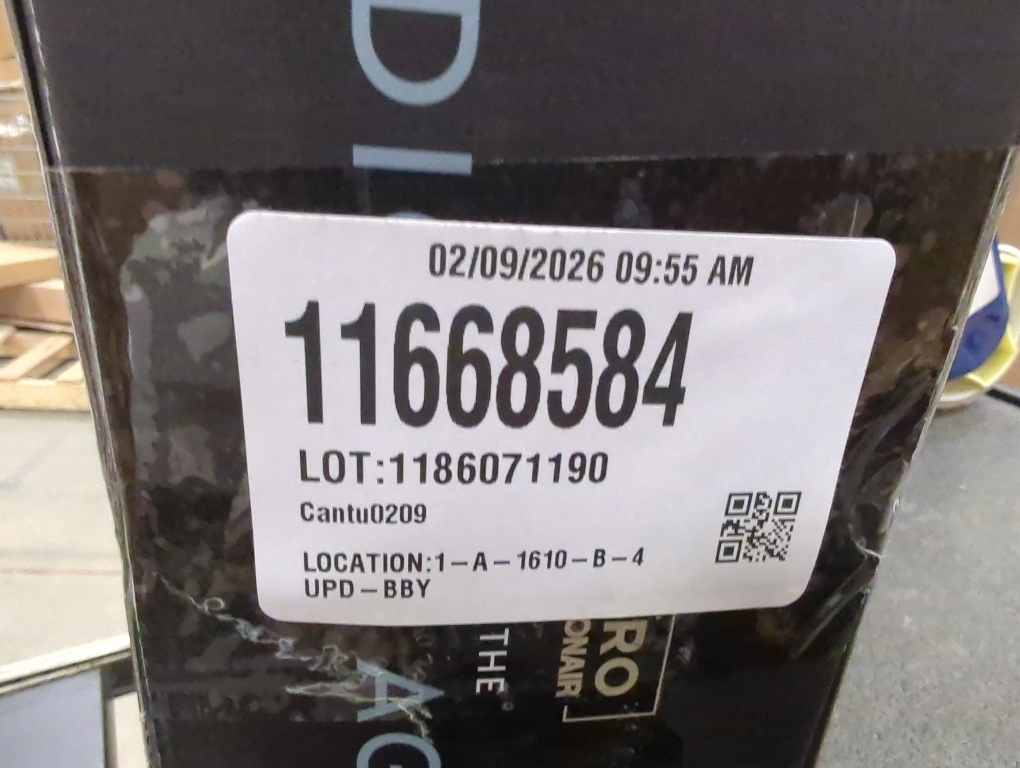 DI
02/09/2026 09:55 AM
11668584
LOT:1186071190
Cantu0209
LOCATION:1-A-1610-B-4
UPD-BBY
THE
RO
ONAIR